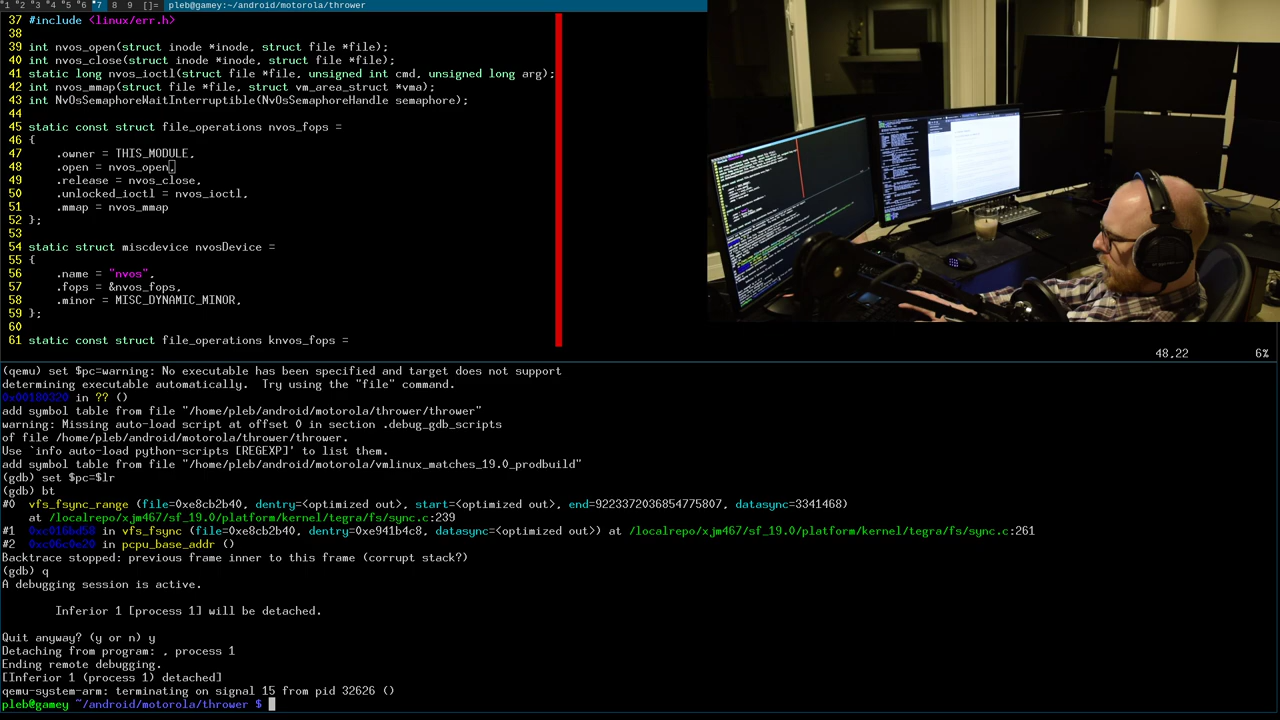 *1 *2 *3 *4 *5 *6 *7 8 9 []= pleb@gamey:~/android/motorola/thrower
37 #include <linux/err.h>
38
39 int nvos_open(struct inode *inode, struct file *file);
40 int nvos_close(struct inode *inode, struct file *file);
41 static long nvos_ioctl(struct file *file, unsigned int cmd, unsigned long arg);
42 int nvos_mmap(struct file *file, struct vm_area_struct *vma);
43 int NvOsSemaphoreWaitInterruptible(NvOsSemaphoreHandle semaphore);
44
45 static const struct file_operations nvos_fops =
46 {
47     .owner = THIS_MODULE,
48     .open = nvos_open,
49     .release = nvos_close,
50     .unlocked_ioctl = nvos_ioctl,
51     .mmap = nvos_mmap
52 };
53
54 static struct miscdevice nvosDevice =
55 {
56     .name = "nvos",
57     .fops = &nvos_fops,
58     .minor = MISC_DYNAMIC_MINOR,
59 };
60
61 static const struct file_operations knvos_fops =
48,22 6%
(qemu) set $pc=warning: No executable has been specified and target does not support
determining executable automatically.  Try using the "file" command.
0x00180320 in ?? ()
add symbol table from file "/home/pleb/android/motorola/thrower/thrower"
warning: Missing auto-load script at offset 0 in section .debug_gdb_scripts
of file /home/pleb/android/motorola/thrower/thrower.
Use `info auto-load python-scripts [REGEXP]' to list them.
add symbol table from file "/home/pleb/android/motorola/vmlinux_matches_19.0_prodbuild"
(gdb) set $pc=$lr
(gdb) bt
#0  vfs_fsync_range (file=0xe8cb2b40, dentry=<optimized out>, start=<optimized out>, end=9223372036854775807, datasync=3341468)
    at /localrepo/xjm467/sf_19.0/platform/kernel/tegra/fs/sync.c:239
#1  0xc016bd58 in vfs_fsync (file=0xe8cb2b40, dentry=0xe941b4c8, datasync=<optimized out>) at /localrepo/xjm467/sf_19.0/platform/kernel/tegra/fs/sync.c:261
#2  0xc06c0e20 in pcpu_base_addr ()
Backtrace stopped: previous frame inner to this frame (corrupt stack?)
(gdb) q
A debugging session is active.

        Inferior 1 [process 1] will be detached.

Quit anyway? (y or n) y
Detaching from program: , process 1
Ending remote debugging.
[Inferior 1 (process 1) detached]
qemu-system-arm: terminating on signal 15 from pid 32626 ()
pleb@gamey ~/android/motorola/thrower $